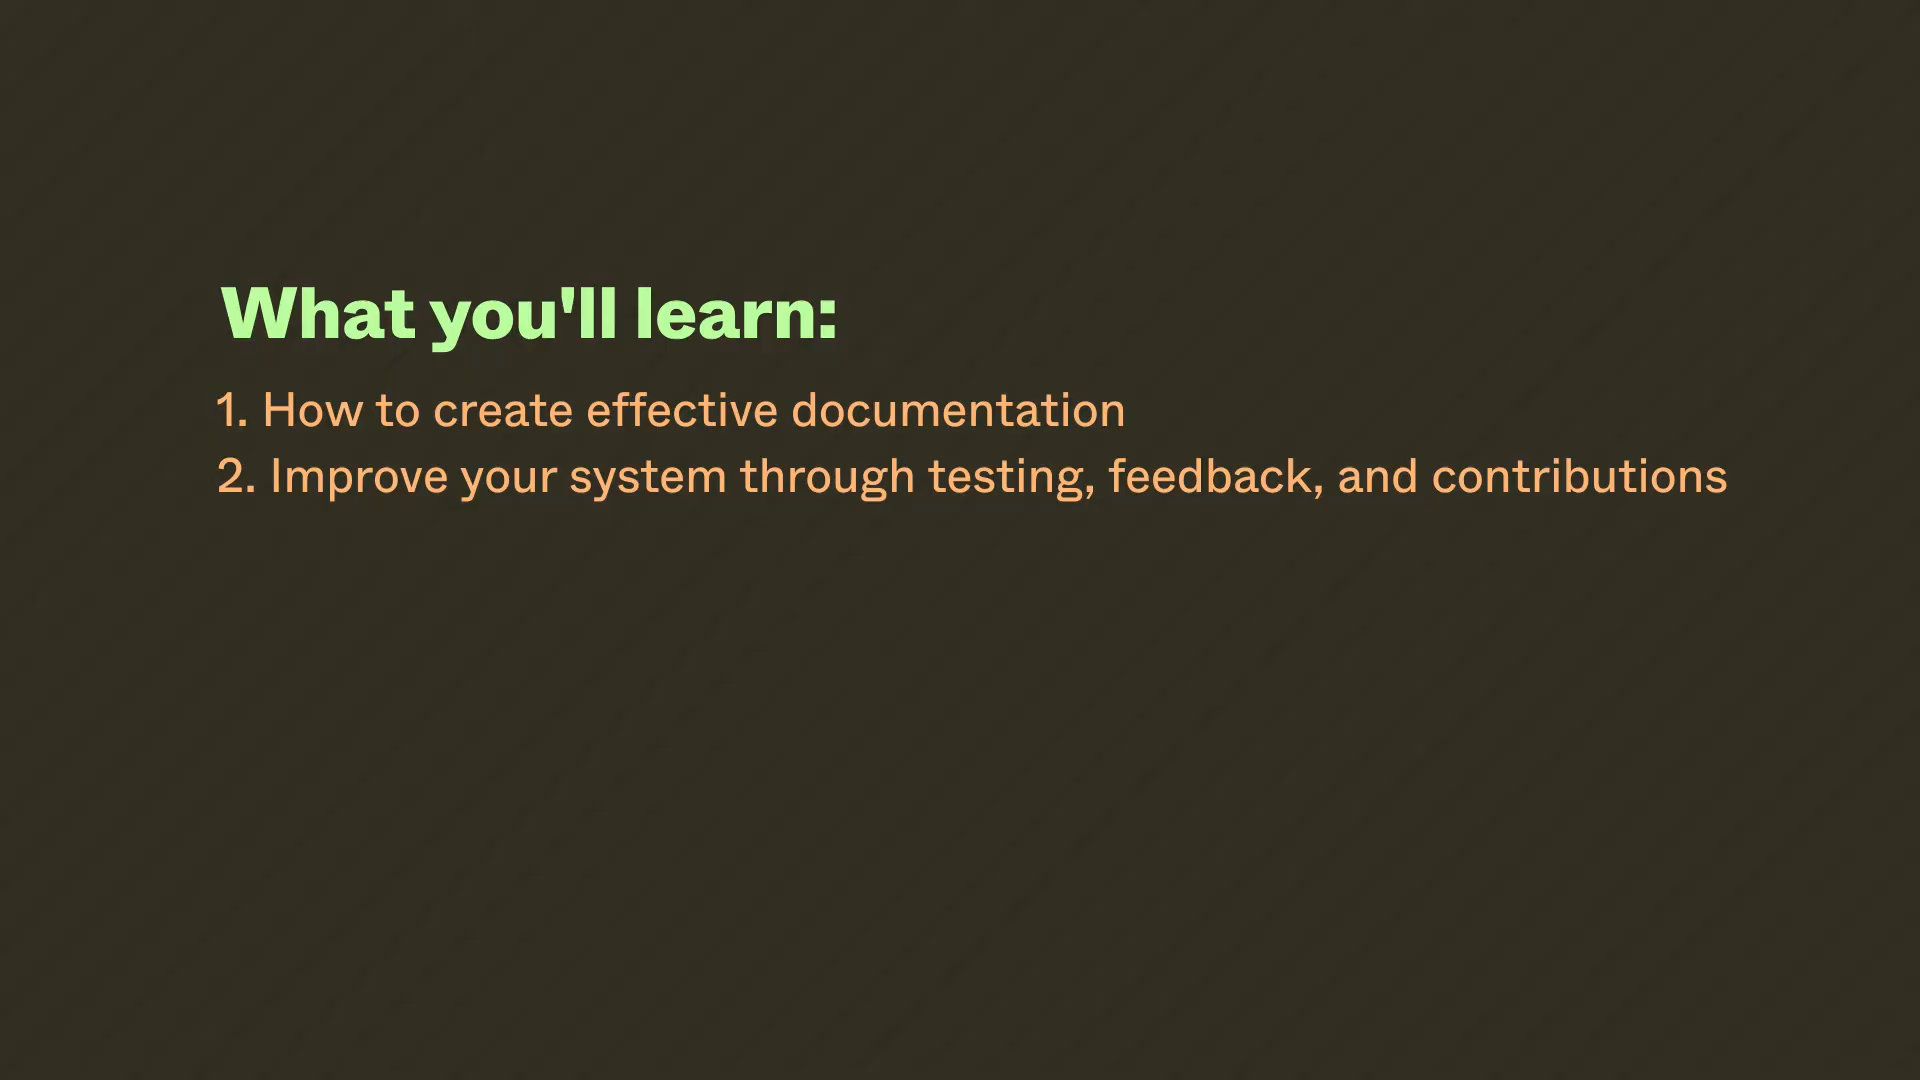 What you'll learn:
1. How to create effective documentation
2. Improve your system through testing, feedback, and contributions